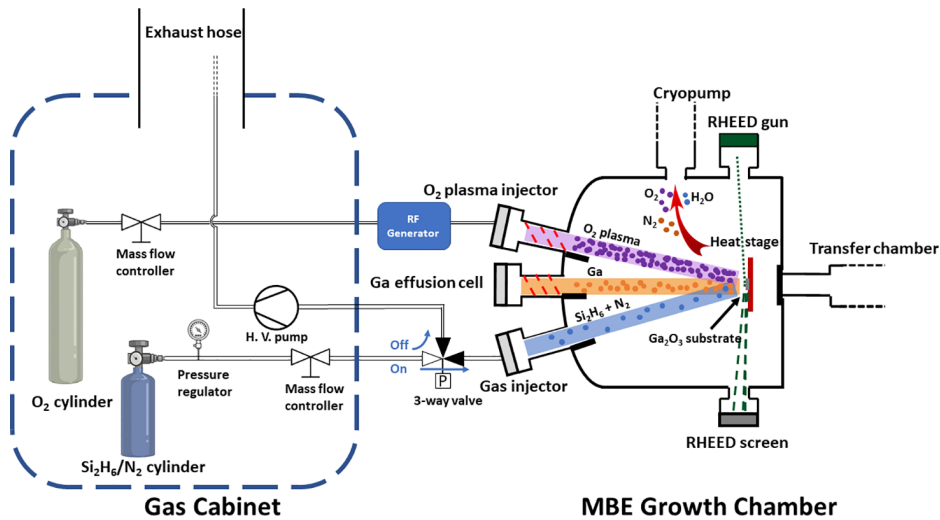 Exhaust hose
Cryopump
RHEED gun
O₂ plasma injector
O₂
H₂O
N₂
RF
Generator
O₂ plasma
Heat stage
Mass flow
controller
Transfer chamber
Ga effusion cell
Ga
Si₂H₆ + N₂
H. V. pump
Off
On
P
Ga₂O₃ substrate
Pressure
regulator
Mass flow
controller
3-way valve
Gas injector
O₂ cylinder
RHEED screen
Si₂H₆/N₂ cylinder
Gas Cabinet
MBE Growth Chamber